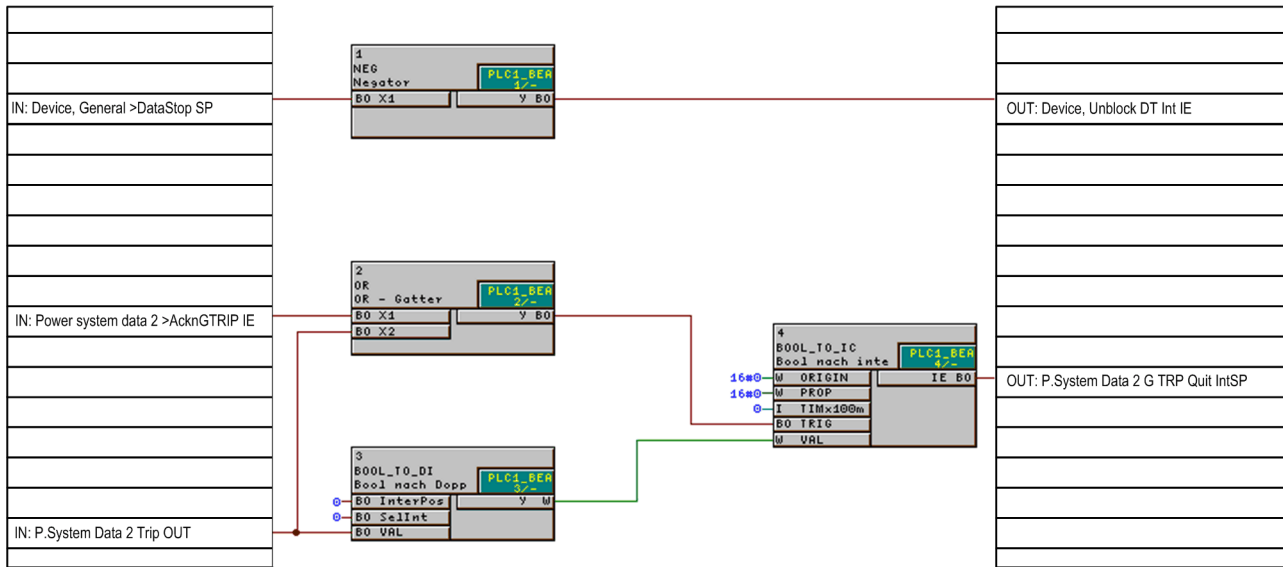 1
NEG
Negator
PLC1_BEA
1/-
IN: Device, General >DataStop SP
BO X1
Y BO
OUT: Device, Unblock DT Int IE
2
OR
OR - Gatter
PLC1_BEA
2/-
IN: Power system data 2 >AcknGTRIP IE
BO X1
Y BO
BO X2
4
BOOL_TO_IC
Bool nach inte
PLC1_BEA
4/-
16#0
W ORIGIN
IE BO
OUT: P.System Data 2 G TRP Quit IntSP
16#0
W PROP
0
I TIMx100m
BO TRIG
W VAL
3
BOOL_TO_DI
Bool nach Dopp
PLC1_BEA
3/-
0
BO InterPos
Y W
0
BO SelInt
IN: P.System Data 2 Trip OUT
BO VAL